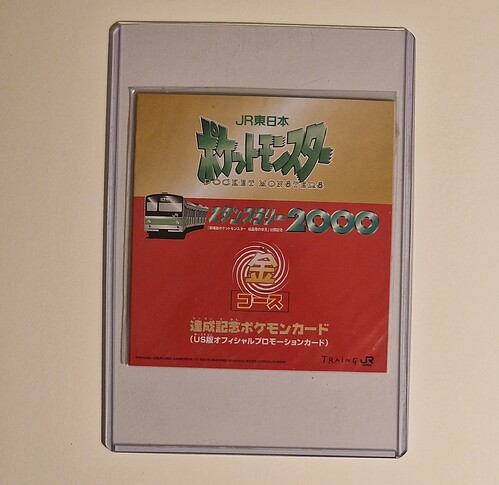 JR東日本
ポケットモンスター
POCKET MONSTERS
スタンプラリー2000
金
コース
達成記念ポケモンカード
(US版オフィシャルプロモーションカード)
TRAING JR